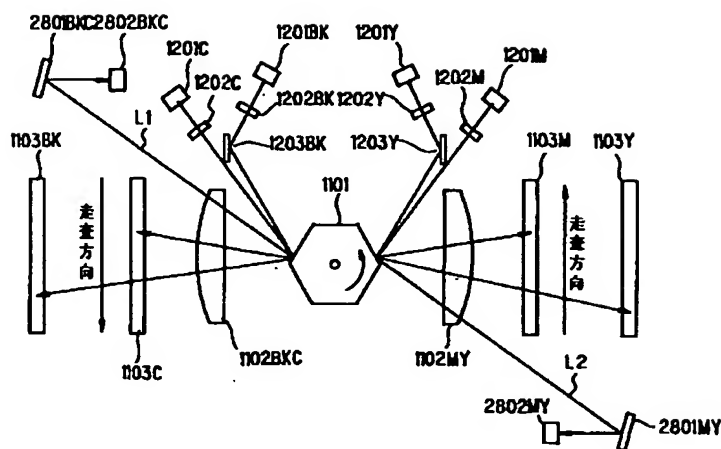 2801BKC
2802BKC
1201C
1202C
1201BK
1202BK
1201Y
1202Y
1202M
1201M
L1
1203BK
1203Y
1103BK
1103M
1103Y
1101
走査方向
走査方向
1103C
1102BKC
1102MY
L2
2802MY
2801MY